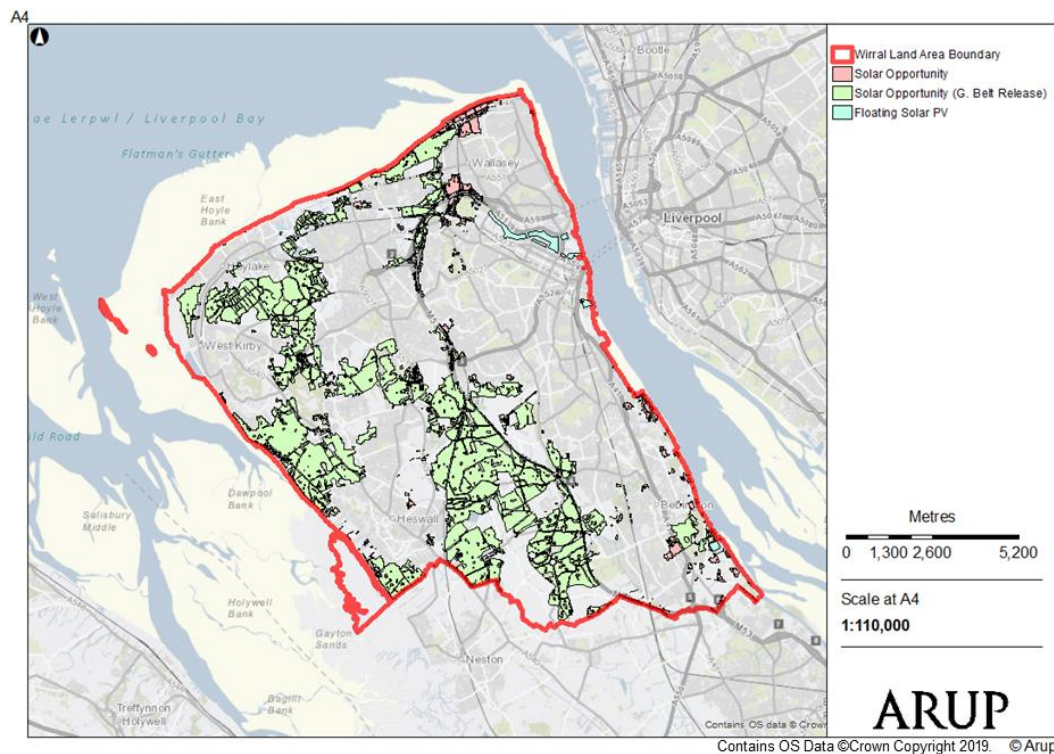 A4
Wirral Land Area Boundary
Solar Opportunity
Solar Opportunity (G. Belt Release)
Floating Solar PV
Bootle
ae Lerpwl / Liverpool Bay
Flatman's Gutter
Wallasey
East
Hoyle
Bank
Liverpool
Hoylake
West
Hoyle
Bank
West Kirby
ild Road
Dawpool
Bank
Salisbury
Middle
Heswall
Bebington
Holywell
Bank
Gayton
Sands
Neston
Bagillt
Bank
Treffynnon
Holywell
M53
Metres
0 1,300 2,600 5,200
Scale at A4
1:110,000
ARUP
Contains OS data © Crown
Contains OS Data ©Crown Copyright 2019. © Arup